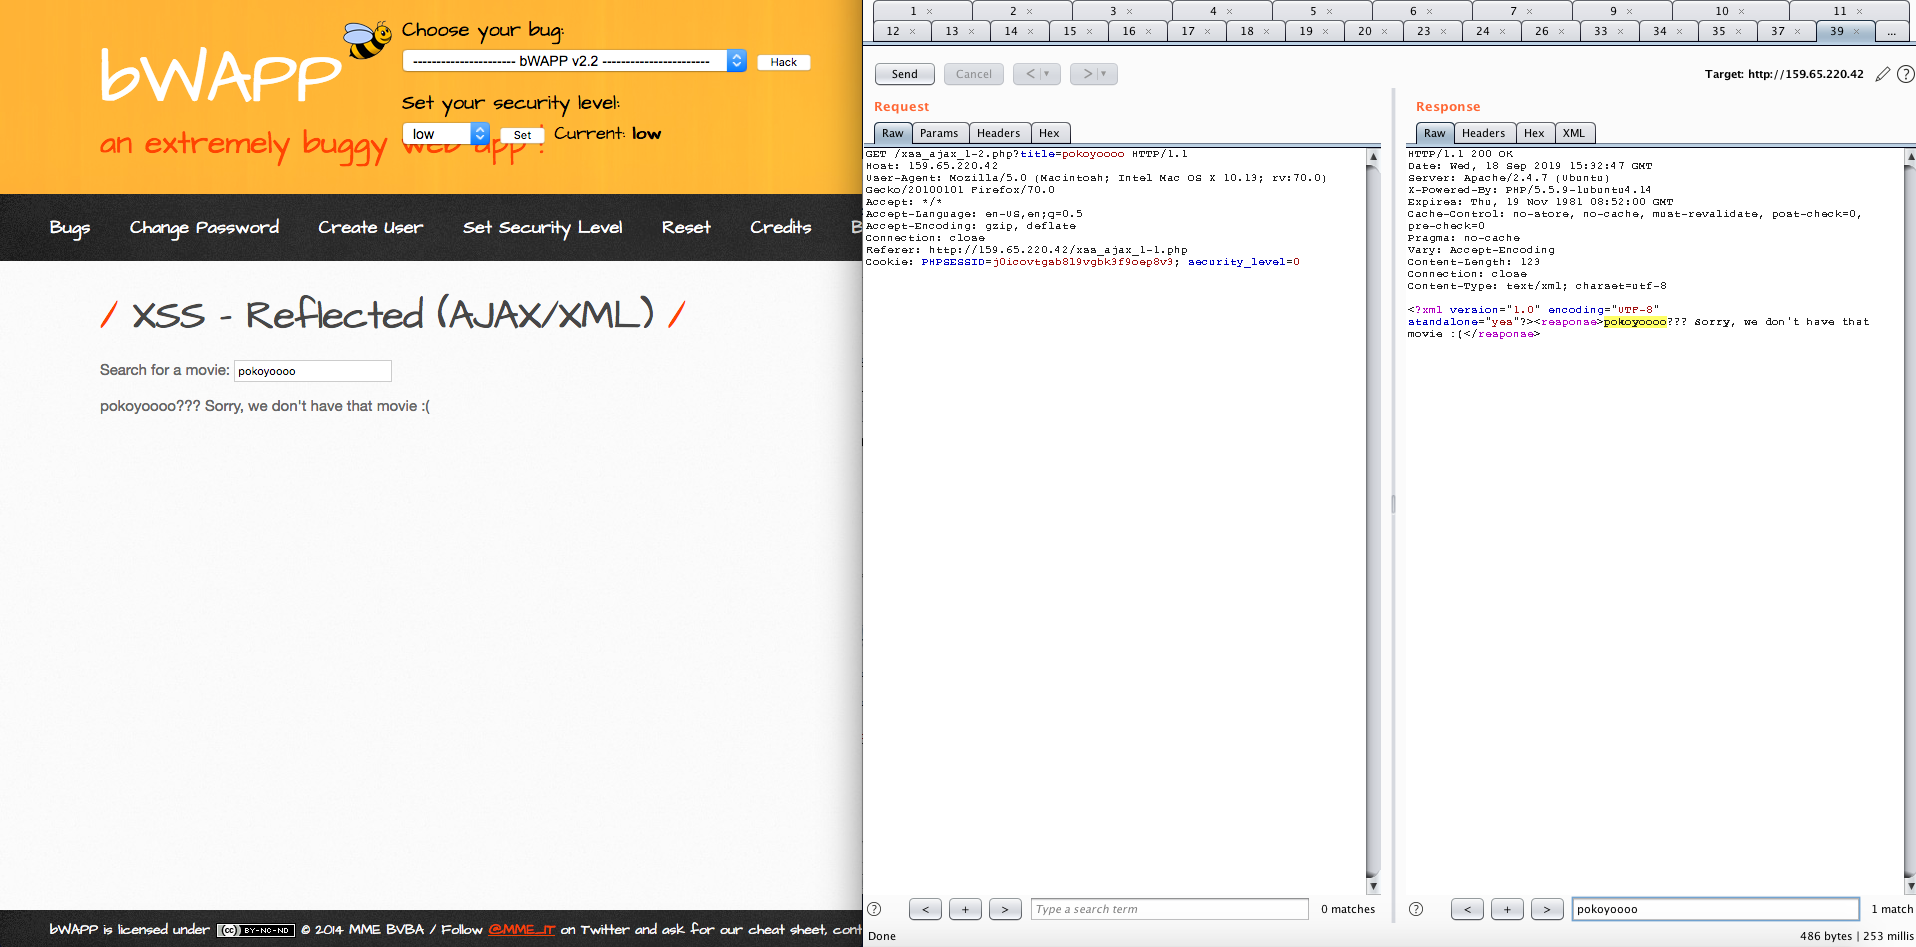 bWAPP
an extremely buggy web app !
Choose your bug:
---------------------- bWAPP v2.2 -----------------------
Hack
Set your security level:
low
Set
Current: low
Bugs
Change Password
Create User
Set Security Level
Reset
Credits
B
/ XSS - Reflected (AJAX/XML) /
Search for a movie: pokoyoooo
pokoyoooo??? Sorry, we don't have that movie :(
bWAPP is licensed under (cc) BY-NC-ND © 2014 MME BVBA / Follow @MME_IT on Twitter and ask for our cheat sheet, cont
1 × 2 × 3 × 4 × 5 × 6 × 7 × 9 × 10 × 11 ×
12 × 13 × 14 × 15 × 16 × 17 × 18 × 19 × 20 × 23 × 24 × 26 × 33 × 34 × 35 × 37 × 39 × ...
Send
Cancel
< | ▼
> | ▼
Target: http://159.65.220.42
?
Request
Raw
Params
Headers
Hex
GET /xss_ajax_1-2.php?title=pokoyoooo HTTP/1.1
Host: 159.65.220.42
User-Agent: Mozilla/5.0 (Macintosh; Intel Mac OS X 10.13; rv:70.0)
Gecko/20100101 Firefox/70.0
Accept: */*
Accept-Language: en-US,en;q=0.5
Accept-Encoding: gzip, deflate
Connection: close
Referer: http://159.65.220.42/xss_ajax_1-1.php
Cookie: PHPSESSID=j0icovtgab8l9vgbk3f9oep8v3; security_level=0
?
<
+
>
Type a search term
0 matches
Done
Response
Raw
Headers
Hex
XML
HTTP/1.1 200 OK
Date: Wed, 18 Sep 2019 15:32:47 GMT
Server: Apache/2.4.7 (Ubuntu)
X-Powered-By: PHP/5.5.9-1ubuntu4.14
Expires: Thu, 19 Nov 1981 08:52:00 GMT
Cache-Control: no-store, no-cache, must-revalidate, post-check=0,
pre-check=0
Pragma: no-cache
Vary: Accept-Encoding
Content-Length: 123
Connection: close
Content-Type: text/xml; charset=utf-8
<?xml version="1.0" encoding="UTF-8"
standalone="yes"?><response>pokoyoooo??? Sorry, we don't have that
movie :(</response>
?
<
+
>
pokoyoooo
1 match
486 bytes | 253 millis